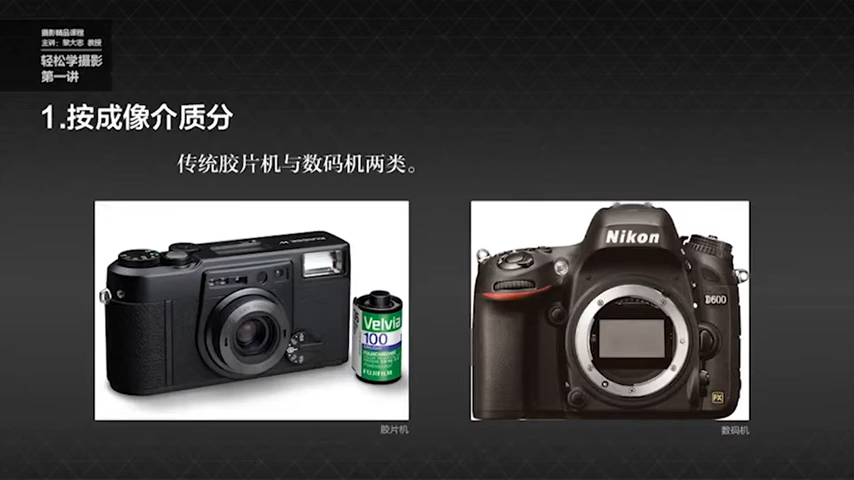 摄影精品课程
主讲：黎大志 教授
轻松学摄影
第一讲
1.按成像介质分
传统胶片机与数码机两类。
Nikon
D600
FX
Velvia
100
FUJICHROME
FUJIFILM
胶片机
数码机